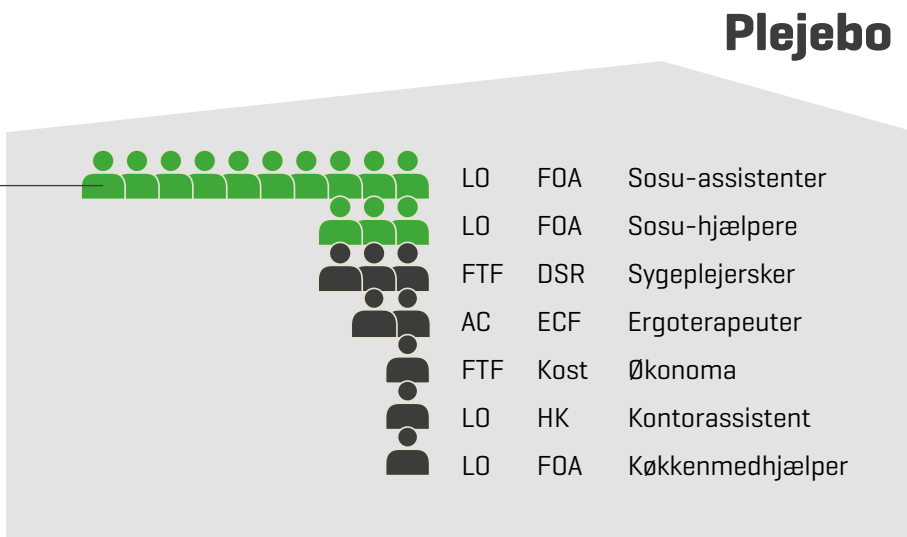 Plejebo
LO FOA Sosu-assistenter
LO FOA Sosu-hjælpere
FTF DSR Sygeplejersker
AC ECF Ergoterapeuter
FTF Kost Økonoma
LO HK Kontorassistent
LO FOA Køkkenmedhjælper